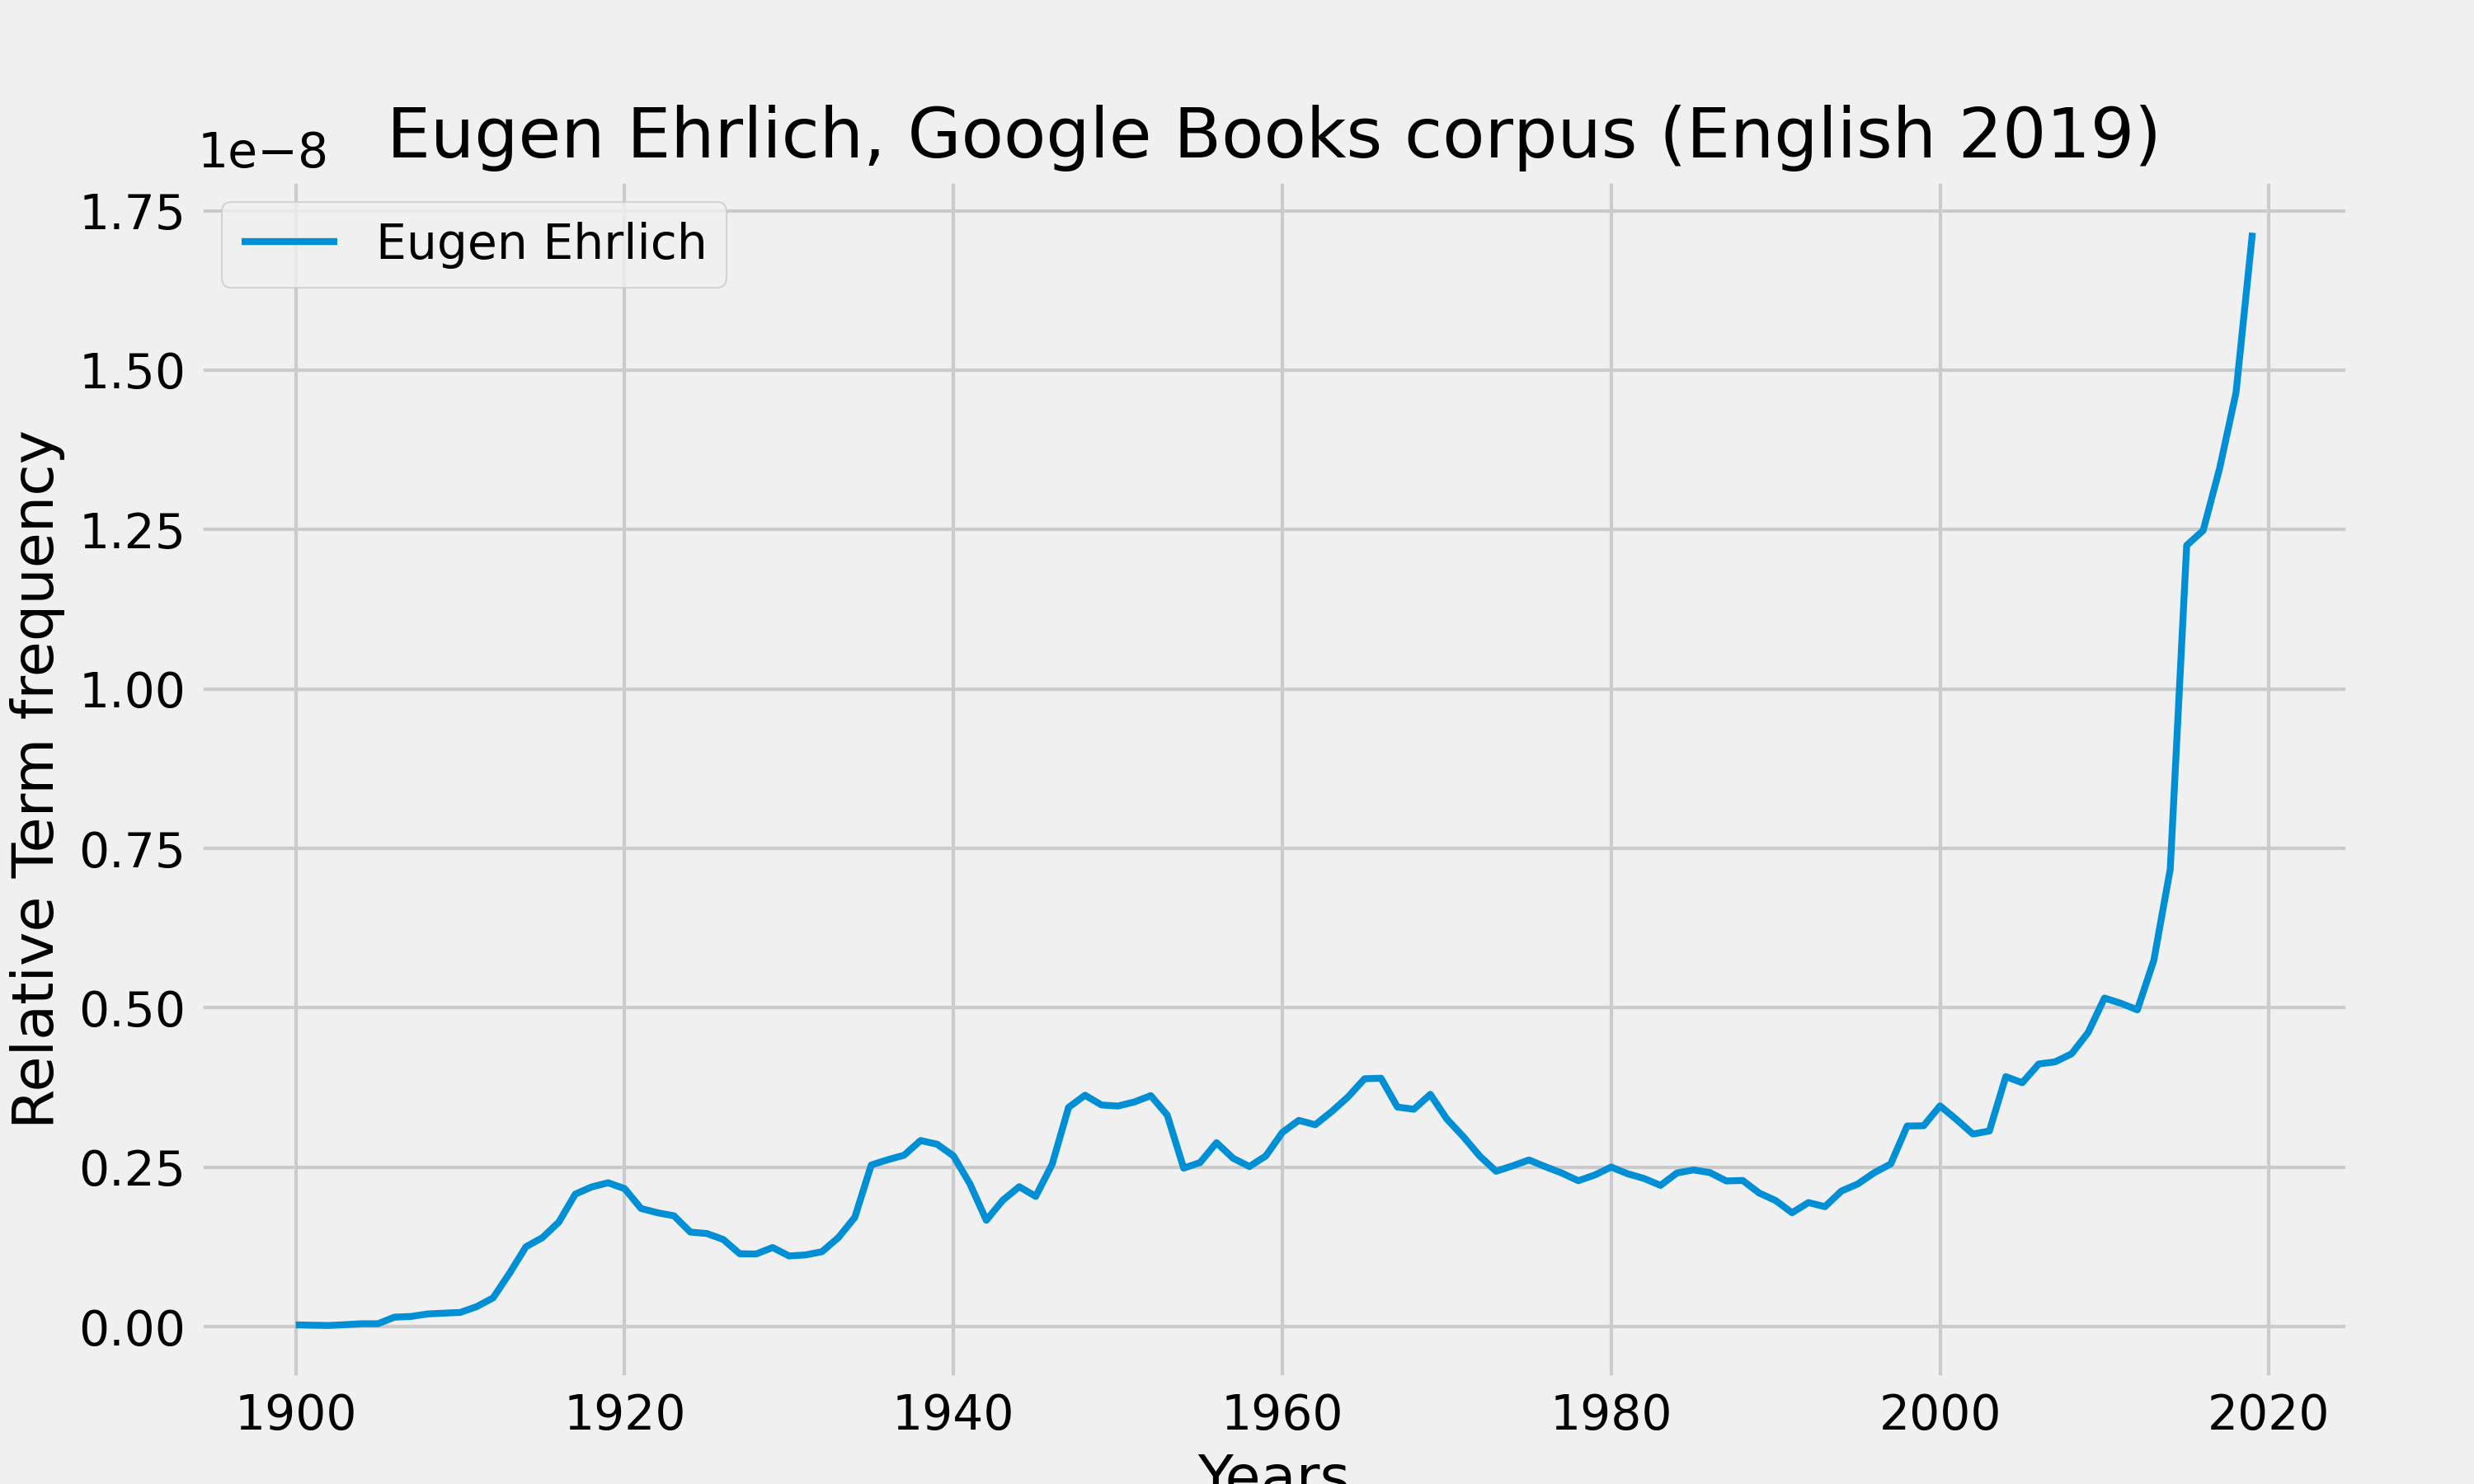 Eugen Ehrlich, Google Books corpus (English 2019)
1e−8
Eugen Ehrlich
1.75
1.50
1.25
1.00
0.75
0.50
0.25
0.00
Relative Term frequency
1900 1920 1940 1960 1980 2000 2020
Years